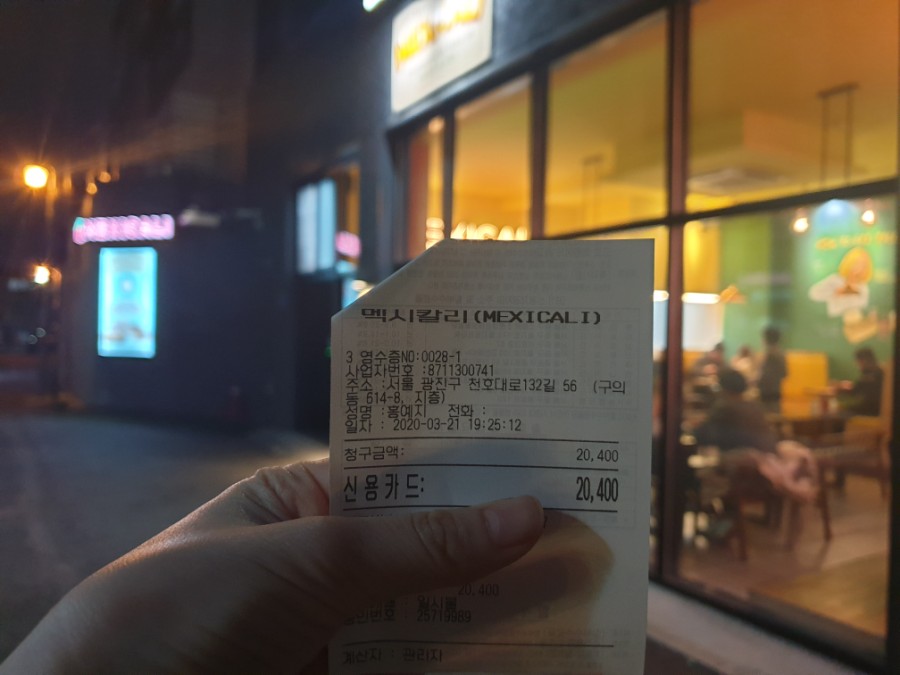 MEXICALI
멕시칼리(MEXICALI)
3 영수증NO:0028-1
사업자번호 :8711300741
주소 :서울 광진구 천호대로132길 56 (구의
동 614-8, 지층)
성명 :홍예지 전화 :
일자 : 2020-03-21 19:25:12
청구금액: 20,400
신용카드: 20,400
20,400
일시불
25719989
계산자 : 관리자